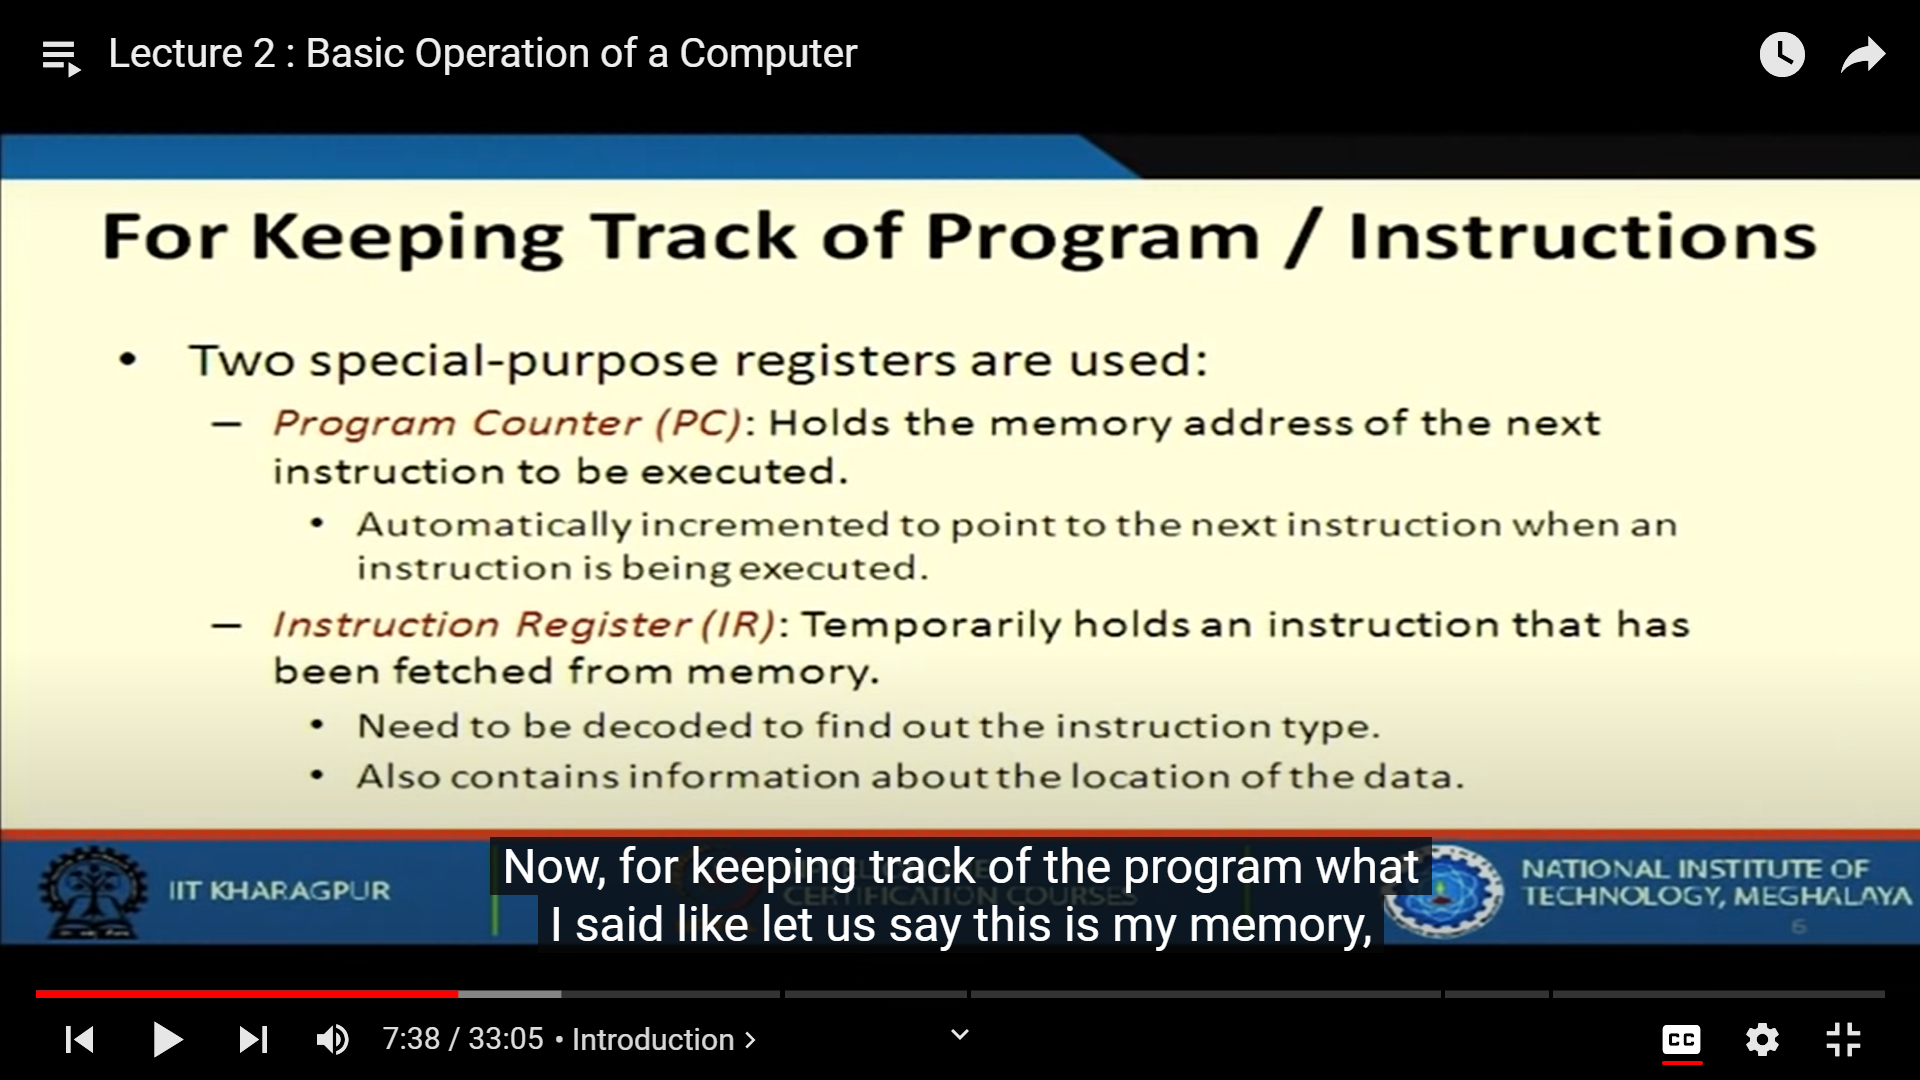 Lecture 2 : Basic Operation of a Computer
For Keeping Track of Program / Instructions
• Two special-purpose registers are used:
– Program Counter (PC): Holds the memory address of the next
instruction to be executed.
• Automatically incremented to point to the next instruction when an
instruction is being executed.
– Instruction Register (IR): Temporarily holds an instruction that has
been fetched from memory.
• Need to be decoded to find out the instruction type.
• Also contains information about the location of the data.
IIT KHARAGPUR
CERTIFICATION COURSES
NATIONAL INSTITUTE OF
TECHNOLOGY, MEGHALAYA
6
Now, for keeping track of the program what
I said like let us say this is my memory,
7:38 / 33:05 • Introduction >
CC